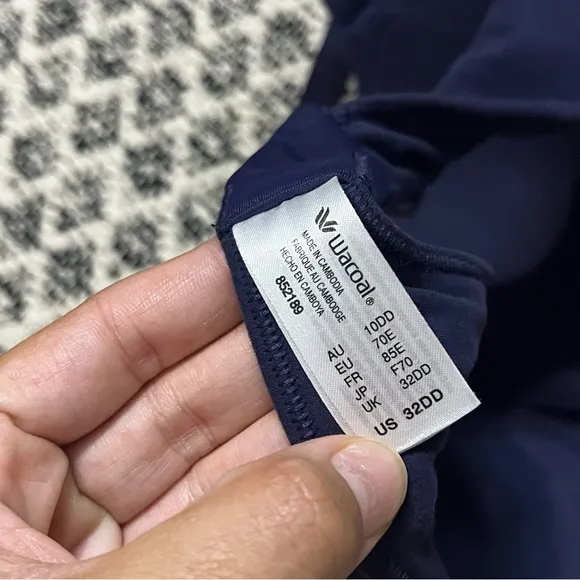 wacoal®
MADE IN CAMBODIA
FABRIQUE AU CAMBODGE
HECHO EN CAMBOYA
852189
AU 10DD
EU 70E
FR 85E
JP F70
UK 32DD
US 32DD